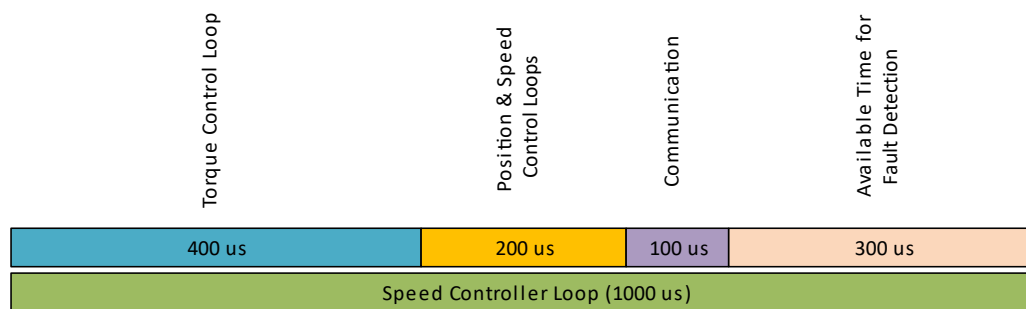 Torque Control Loop
Position & Speed
Control Loops
Communication
Available Time for
Fault Detection
400 us
200 us
100 us
300 us
Speed Controller Loop (1000 us)